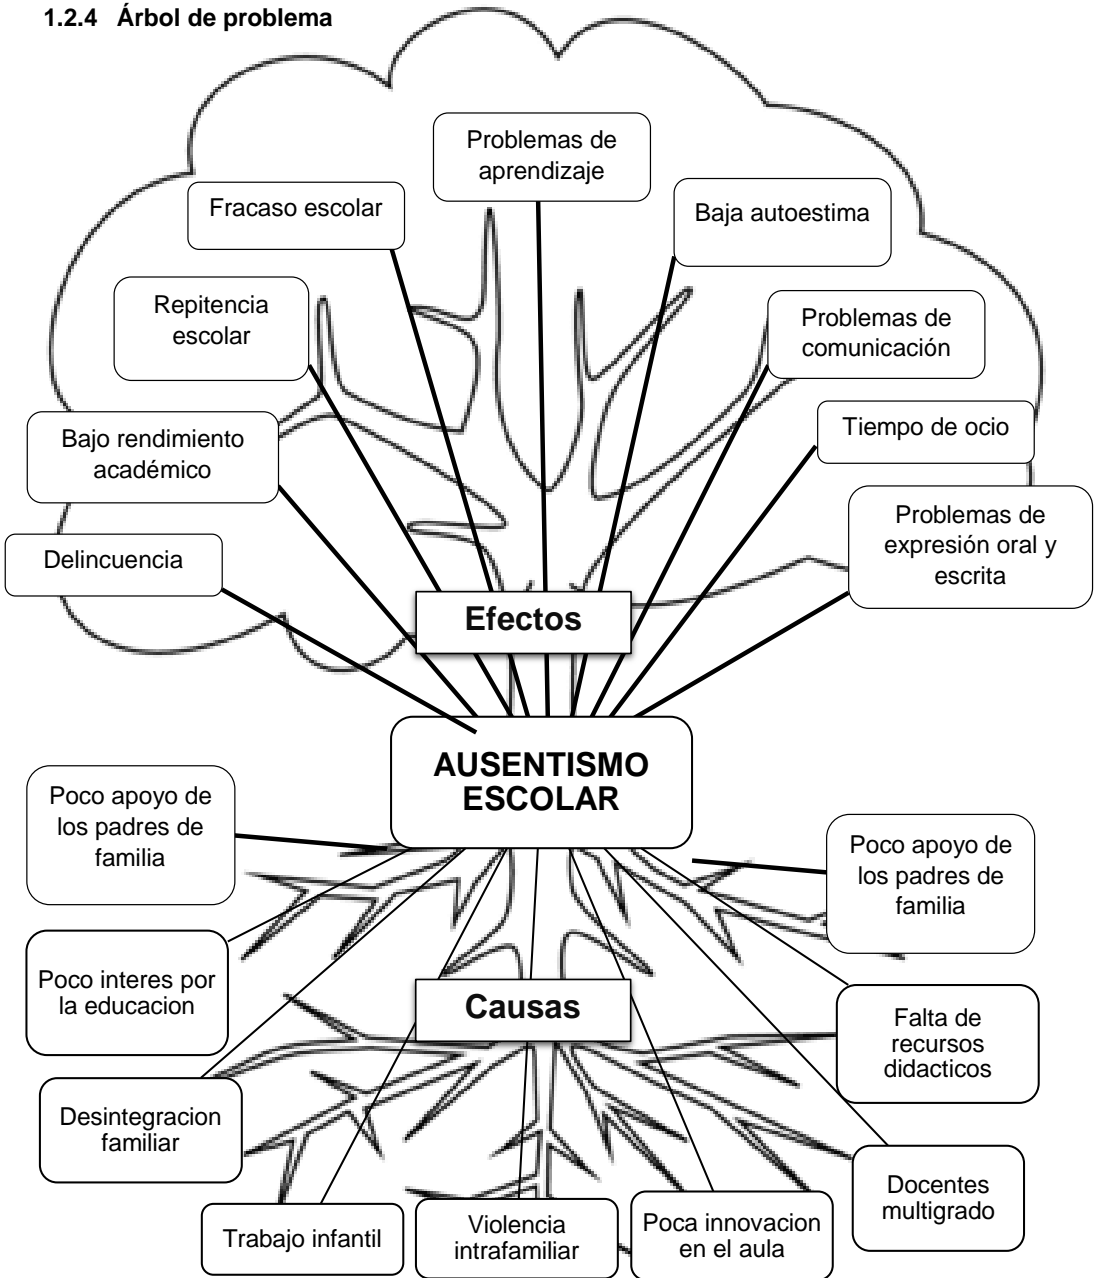 1.2.4 Árbol de problema
Problemas de
aprendizaje
Fracaso escolar
Baja autoestima
Repitencia
escolar
Problemas de
comunicación
Bajo rendimiento
académico
Tiempo de ocio
Delincuencia
Problemas de
expresión oral y
escrita
Efectos
AUSENTISMO
ESCOLAR
Poco apoyo de
los padres de
familia
Poco apoyo de
los padres de
familia
Poco interes por
la educacion
Causas
Falta de
recursos
didacticos
Desintegracion
familiar
Docentes
multigrado
Trabajo infantil
Violencia
intrafamiliar
Poca innovacion
en el aula